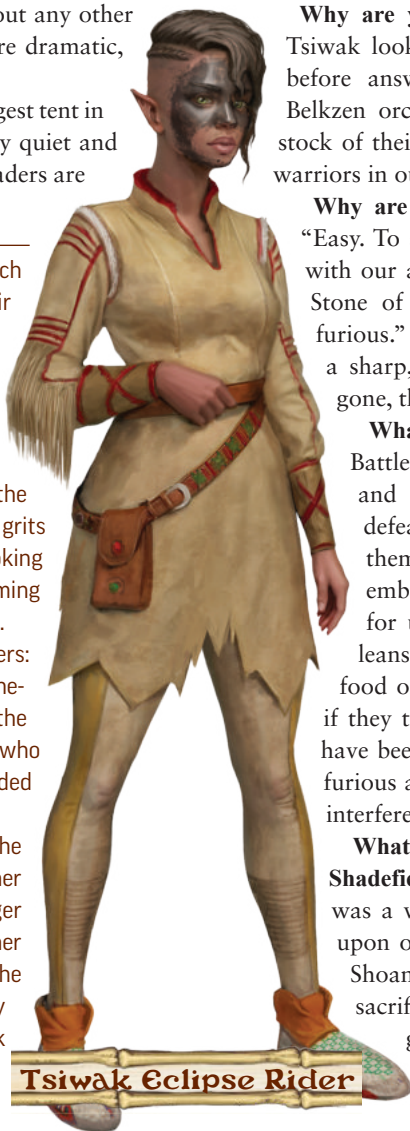 out any other
re dramatic,
gest tent in
y quiet and
aders are
ch
ir
the
grits
oking
ming
.
ers:
ne-
the
who
ded
he
her
ger
her
he
y
k
Why are y
Tsiwak look
before answ
Belkzen orc
stock of thei
warriors in ou
Why are
"Easy. To
with our a
Stone of
furious."
a sharp,
gone, th
Wha
Battle
and
defea
them
emb
for t
leans
food o
if they t
have bee
furious a
interfere
What
Shadefie
was a v
upon o
Shoan
sacrif
g
Tsiwak Eclipse Rider